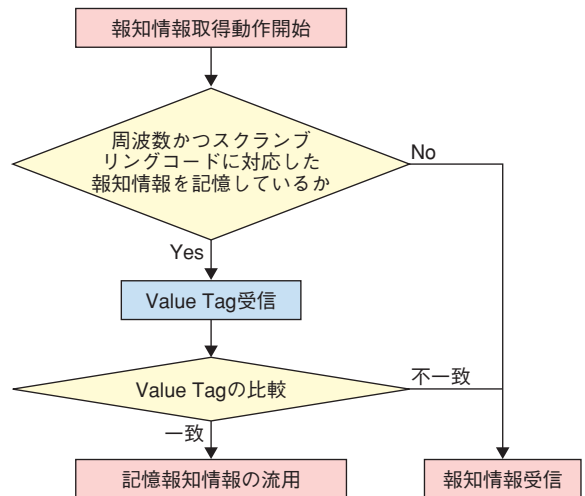 報知情報取得動作開始
周波数かつスクランブ
リングコードに対応した
報知情報を記憶しているか
No
Yes
Value Tag受信
Value Tagの比較
不一致
一致
記憶報知情報の流用
報知情報受信